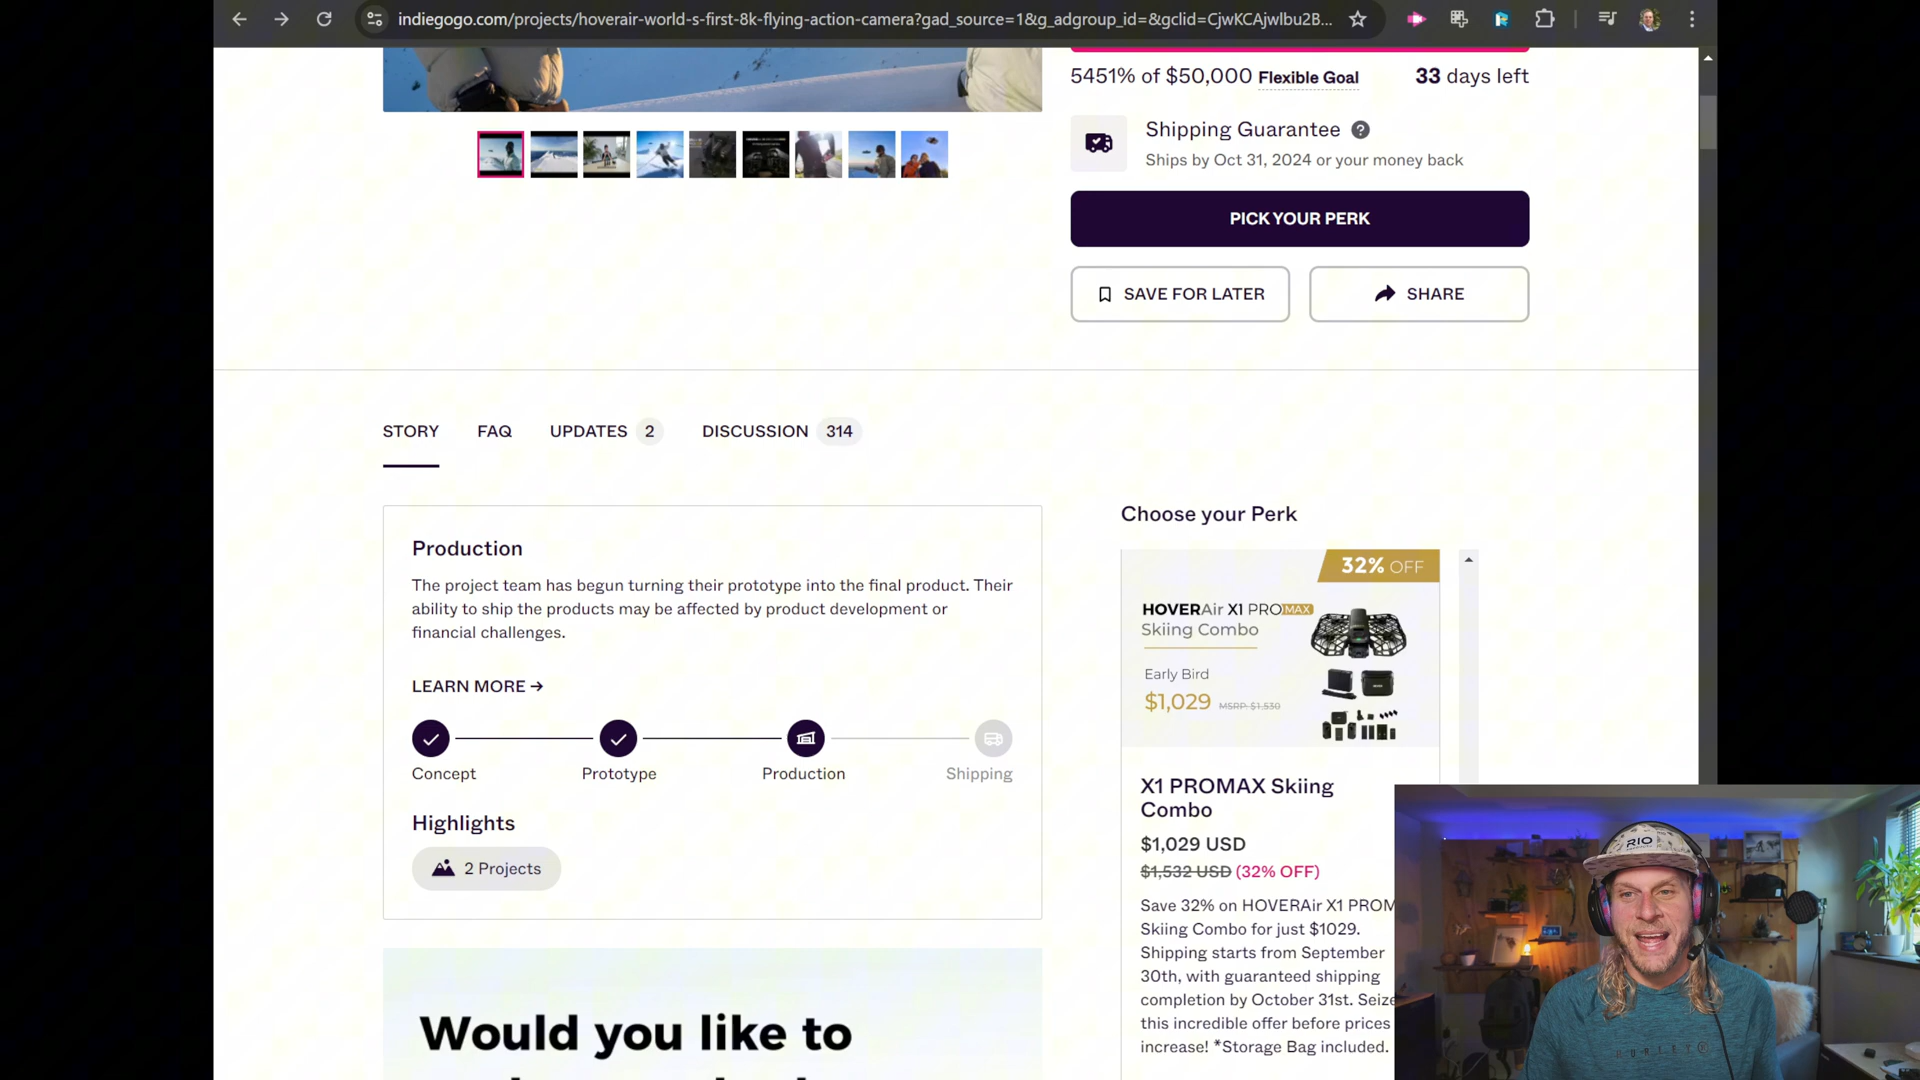 indiegogo.com/projects/hoverair-world-s-first-8k-flying-action-camera?gad_source=1&g_adgroup_id=&gclid=CjwKCAjwlbu2B...
5451% of $50,000 Flexible Goal
33 days left
Shipping Guarantee ?
Ships by Oct 31, 2024 or your money back
PICK YOUR PERK
SAVE FOR LATER
SHARE
STORY
FAQ
UPDATES 2
DISCUSSION 314
Production
The project team has begun turning their prototype into the final product. Their
ability to ship the products may be affected by product development or
financial challenges.
LEARN MORE →
Concept
Prototype
Production
Shipping
Highlights
2 Projects
Would you like to
Choose your Perk
32% OFF
HOVERAir X1 PROMAX
Skiing Combo
Early Bird
$1,029 MSRP: $1,530
X1 PROMAX Skiing
Combo
$1,029 USD
$1,532 USD (32% OFF)
Save 32% on HOVERAir X1 PROM
Skiing Combo for just $1029.
Shipping starts from September
30th, with guaranteed shipping
completion by October 31st. Seize
this incredible offer before prices
increase! *Storage Bag included.
RIO
HURLEY